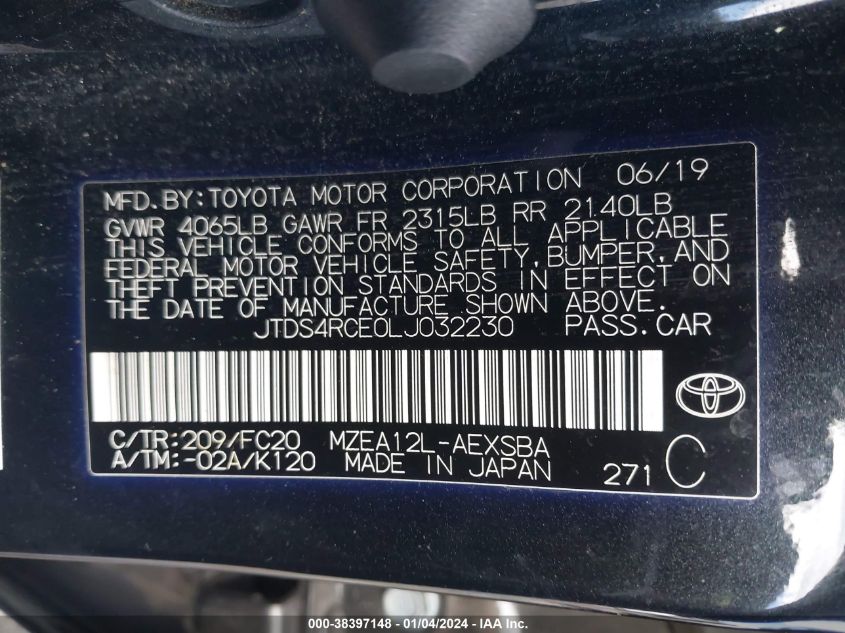 MFD. BY: TOYOTA MOTOR CORPORATION 06/19
GVWR 4065LB GAWR FR 2315LB RR 2140LB
THIS VEHICLE CONFORMS TO ALL APPLICABLE
FEDERAL MOTOR VEHICLE SAFETY, BUMPER, AND
THEFT PREVENTION STANDARDS IN EFFECT ON
THE DATE OF MANUFACTURE SHOWN ABOVE.
JTDS4RCE0LJ032230 PASS. CAR
C/TR: 209/FC20 MZEA12L-AEXSBA
A/TM: -02A/K120 MADE IN JAPAN 271 C
000-38397148 - 01/04/2024 - IAA Inc.